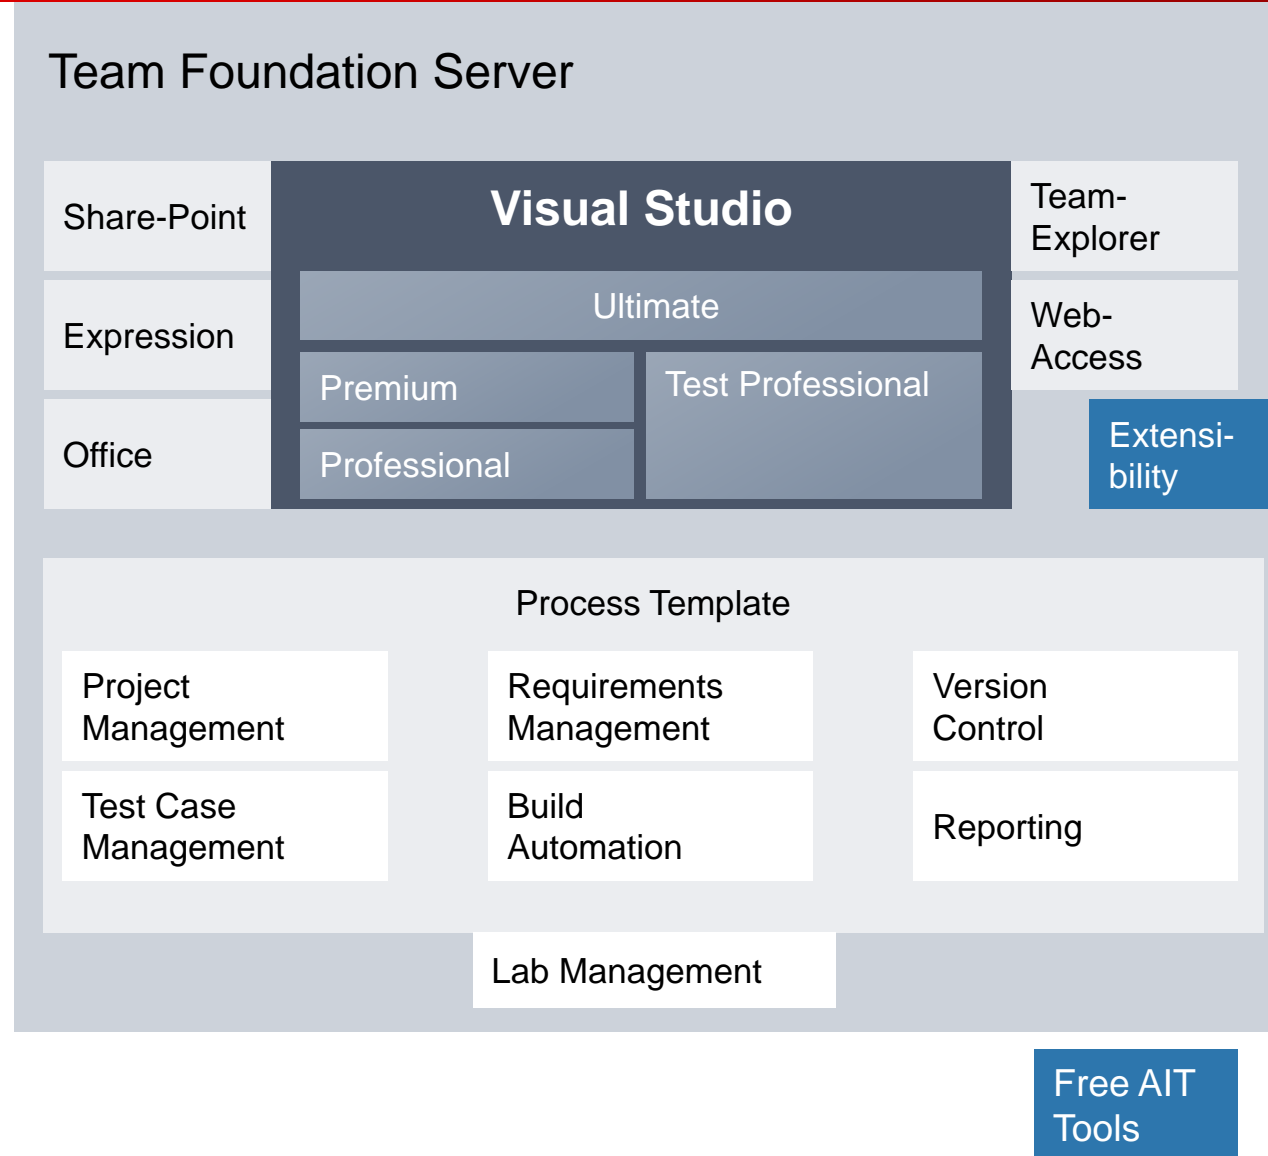 Team Foundation Server
Share-Point
Visual Studio
Team-
Explorer
Ultimate
Expression
Web-
Access
Premium
Test Professional
Office
Professional
Extensi-
bility
Process Template
Project
Management
Requirements
Management
Version
Control
Test Case
Management
Build
Automation
Reporting
Lab Management
Free AIT
Tools